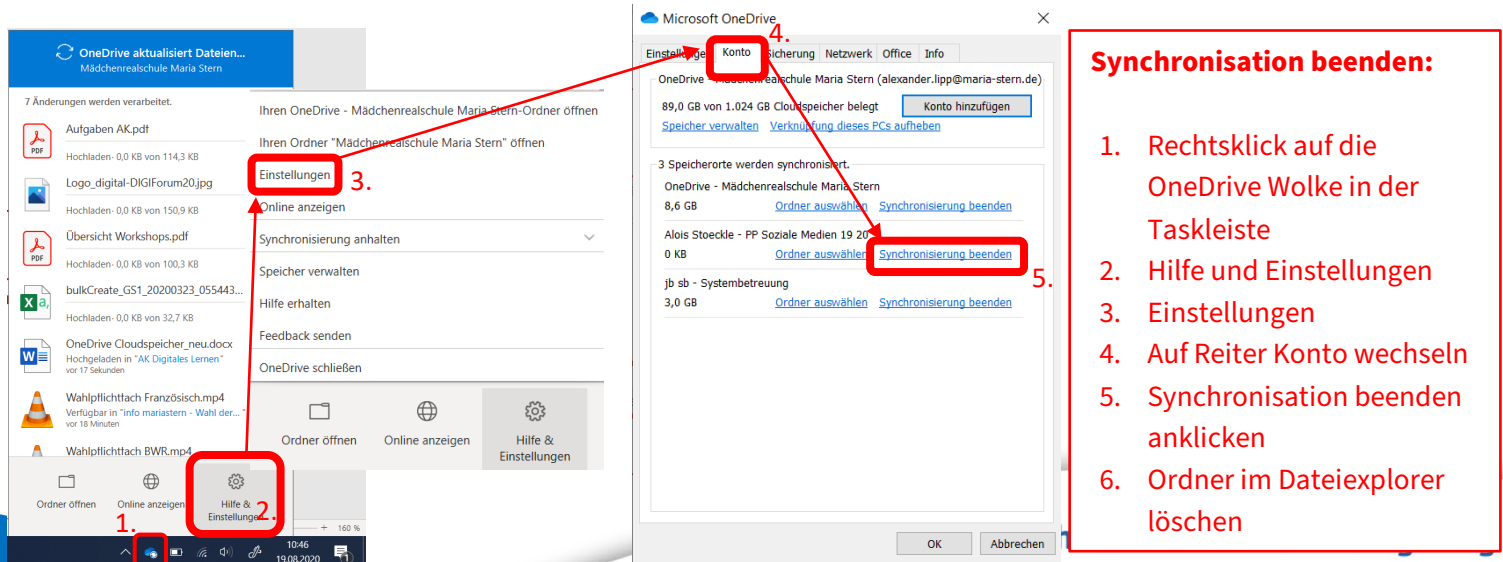 OneDrive aktualisiert Dateien...
Mädchenrealschule Maria Stern
7 Änderungen werden verarbeitet.
Aufgaben AK.pdf
Hochladen· 0,0 KB von 114,3 KB
Logo_digital-DIGIForum20.jpg
Hochladen· 0,0 KB von 150,9 KB
Übersicht Workshops.pdf
Hochladen· 0,0 KB von 100,3 KB
bulkCreate_GS1_20200323_055443...
Hochladen· 0,0 KB von 32,7 KB
OneDrive Cloudspeicher_neu.docx
Hochgeladen in "AK Digitales Lernen"
vor 17 Sekunden
Wahlpflichtfach Französisch.mp4
Verfügbar in "info mariastern - Wahl der... "
vor 18 Minuten
Wahlpflichtfach BWR.mp4
PDF
PDF
Ordner öffnen
Online anzeigen
Hilfe &
Einstellungen
2.
1.
160 %
10:46
19.08.2020
Ihren OneDrive - Mädchenrealschule Maria Stern-Ordner öffnen
Ihren Ordner "Mädchenrealschule Maria Stern" öffnen
Einstellungen
3.
Online anzeigen
Synchronisierung anhalten
Speicher verwalten
Hilfe erhalten
Feedback senden
OneDrive schließen
Ordner öffnen
Online anzeigen
Hilfe &
Einstellungen
Microsoft OneDrive
4.
Einstellungen Konto Sicherung Netzwerk Office Info
OneDrive - Mädchenrealschule Maria Stern (alexander.lipp@maria-stern.de)
89,0 GB von 1.024 GB Cloudspeicher belegt Konto hinzufügen
Speicher verwalten Verknüpfung dieses PCs aufheben
3 Speicherorte werden synchronisiert.
OneDrive - Mädchenrealschule Maria Stern
8,6 GB Ordner auswählen Synchronisierung beenden
Alois Stoeckle - PP Soziale Medien 19 20
0 KB Ordner auswählen Synchronisierung beenden
5.
jb sb - Systembetreuung
3,0 GB Ordner auswählen Synchronisierung beenden
OK Abbrechen
Synchronisation beenden:
1. Rechtsklick auf die
OneDrive Wolke in der
Taskleiste
2. Hilfe und Einstellungen
3. Einstellungen
4. Auf Reiter Konto wechseln
5. Synchronisation beenden
anklicken
6. Ordner im Dateiexplorer
löschen